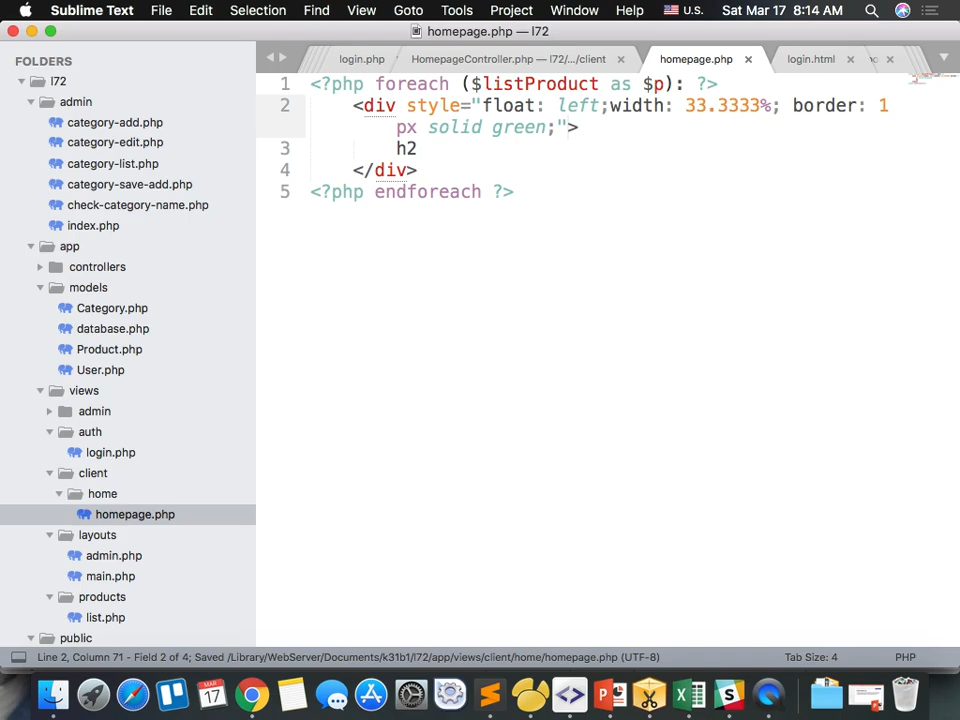 Sublime Text File Edit Selection Find View Goto Tools Project Window Help U.S. Sat Mar 17 8:14 AM
homepage.php — l72
FOLDERS
l72
admin
category-add.php
category-edit.php
category-list.php
category-save-add.php
check-category-name.php
index.php
app
controllers
models
Category.php
database.php
Product.php
User.php
views
admin
auth
login.php
client
home
homepage.php
layouts
admin.php
main.php
products
list.php
public
login.php HomepageController.php — l72/.../client homepage.php login.html
1 <?php foreach ($listProduct as $p): ?>
2 <div style="float: left;width: 33.3333%; border: 1
px solid green;">
3 h2
4 </div>
5 <?php endforeach ?>
Line 2, Column 71 - Field 2 of 4; Saved /Library/WebServer/Documents/k31b1/l72/app/views/client/home/homepage.php (UTF-8) Tab Size: 4 PHP
17